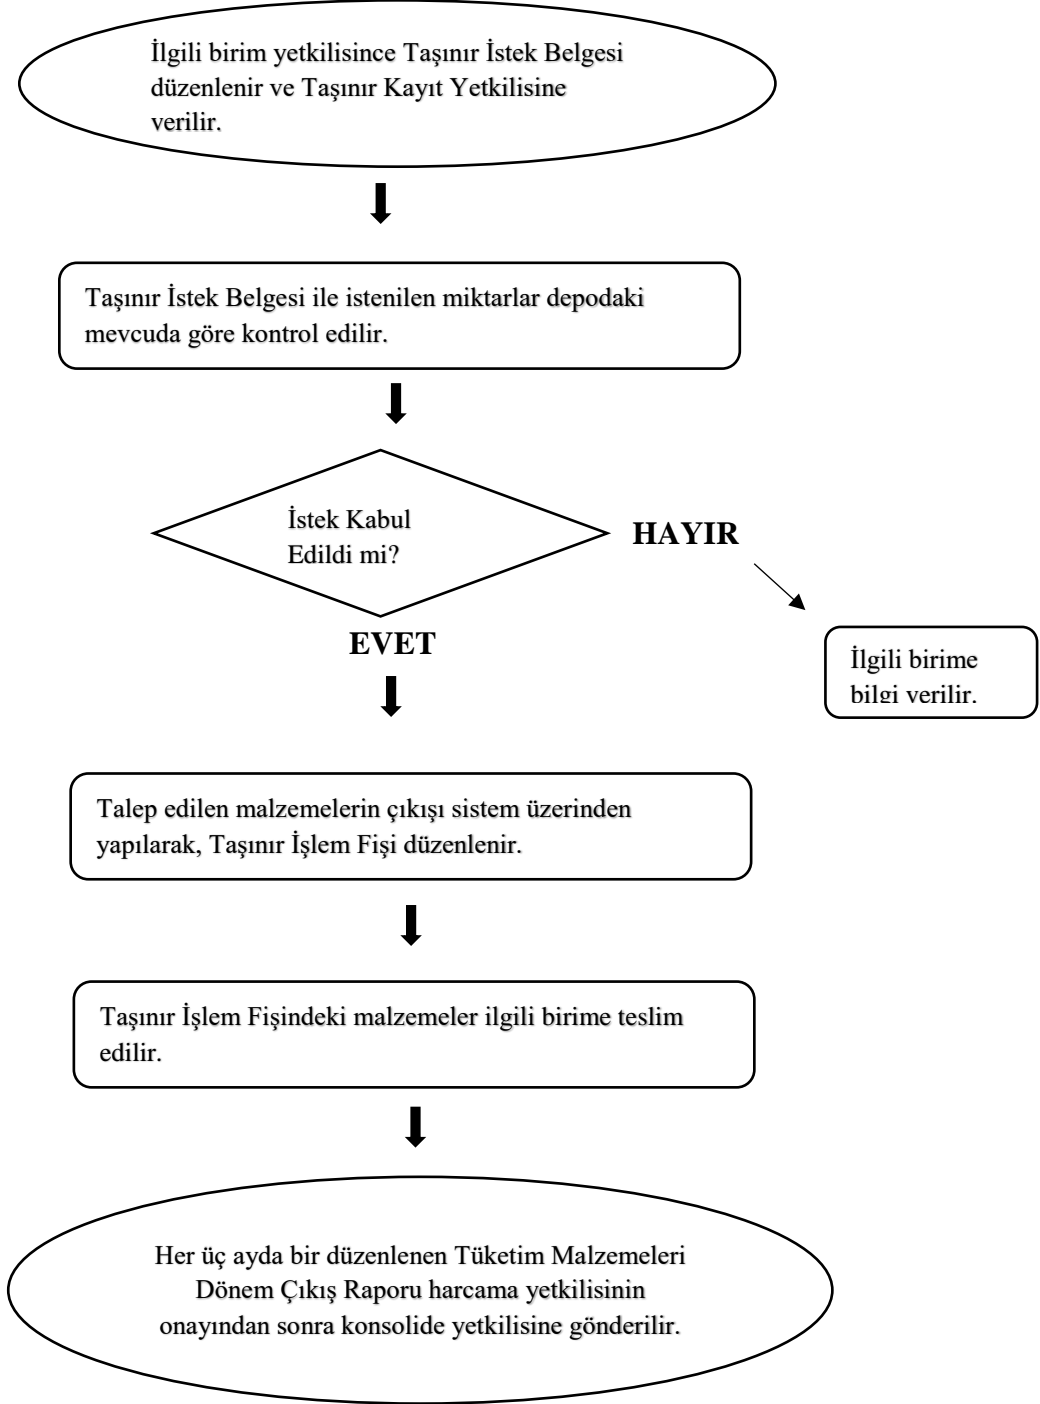 İlgili birim yetkilisince Taşınır İstek Belgesi
düzenlenir ve Taşınır Kayıt Yetkilisine
verilir.
Taşınır İstek Belgesi ile istenilen miktarlar depodaki
mevcuda göre kontrol edilir.
İstek Kabul
Edildi mi?
HAYIR
EVET
İlgili birime
bilgi verilir.
Talep edilen malzemelerin çıkışı sistem üzerinden
yapılarak, Taşınır İşlem Fişi düzenlenir.
Taşınır İşlem Fişindeki malzemeler ilgili birime teslim
edilir.
Her üç ayda bir düzenlenen Tüketim Malzemeleri
Dönem Çıkış Raporu harcama yetkilisinin
onayından sonra konsolide yetkilisine gönderilir.